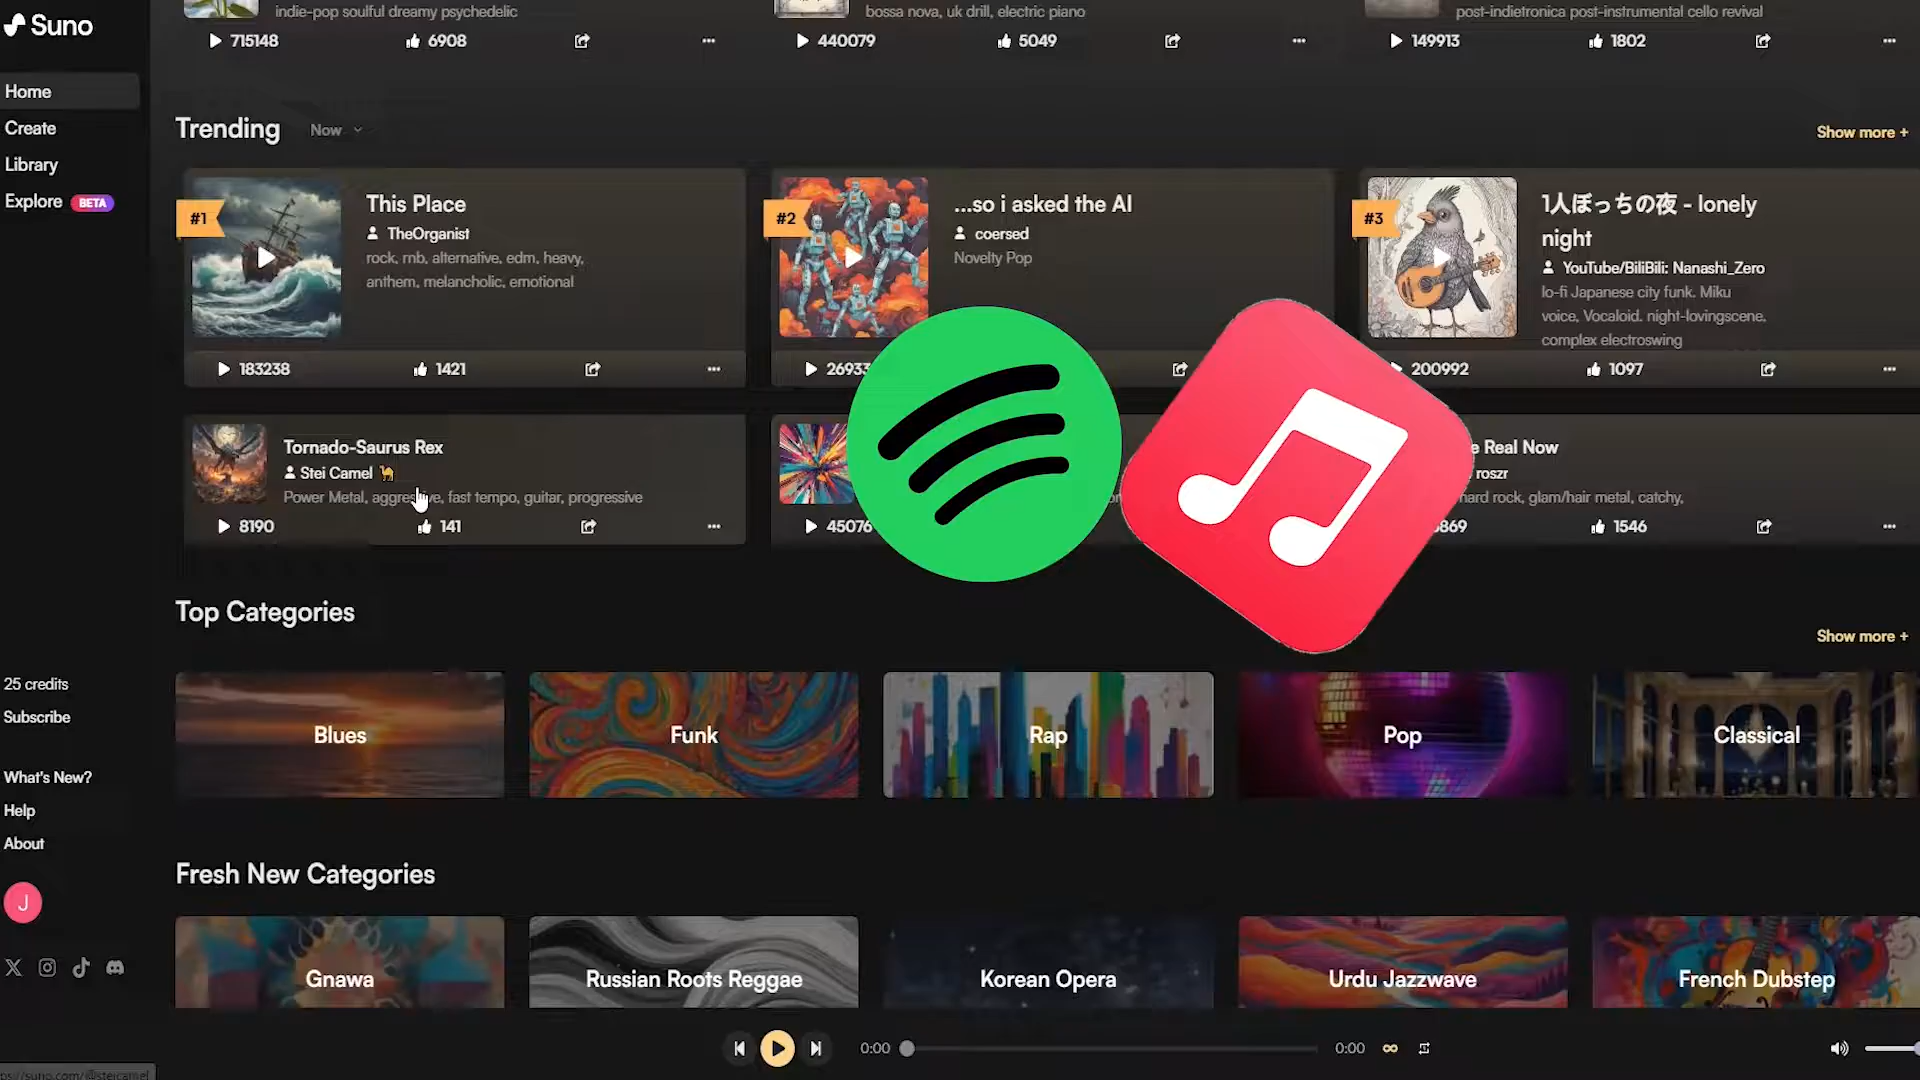 Suno
Home
Create
Library
Explore BETA
25 credits
Subscribe
What's New?
Help
About
J
indie-pop soulful dreamy psychedelic
715148 6908
bossa nova, uk drill, electric piano
440079 5049
post-indietronica post-instrumental cello revival
149913 1802
Trending Now
Show more +
#1
This Place
TheOrganist
rock, rnb, alternative, edm, heavy,
anthem, melancholic, emotional
183238 1421
#2
...so i asked the AI
coersed
Novelty Pop
26933
#3
1人ぼっちの夜 - lonely
night
YouTube/BiliBili: Nanashi_Zero
lo-fi Japanese city funk. Miku
voice, Vocaloid. night-lovingscene,
complex electroswing
200992 1097
Tornado-Saurus Rex
Stei Camel
Power Metal, aggressive, fast tempo, guitar, progressive
8190 141
45076
e Real Now
roszr
hard rock, glam/hair metal, catchy,
869 1546
Top Categories
Show more +
Blues
Funk
Rap
Pop
Classical
Fresh New Categories
Gnawa
Russian Roots Reggae
Korean Opera
Urdu Jazzwave
French Dubstep
0:00 0:00